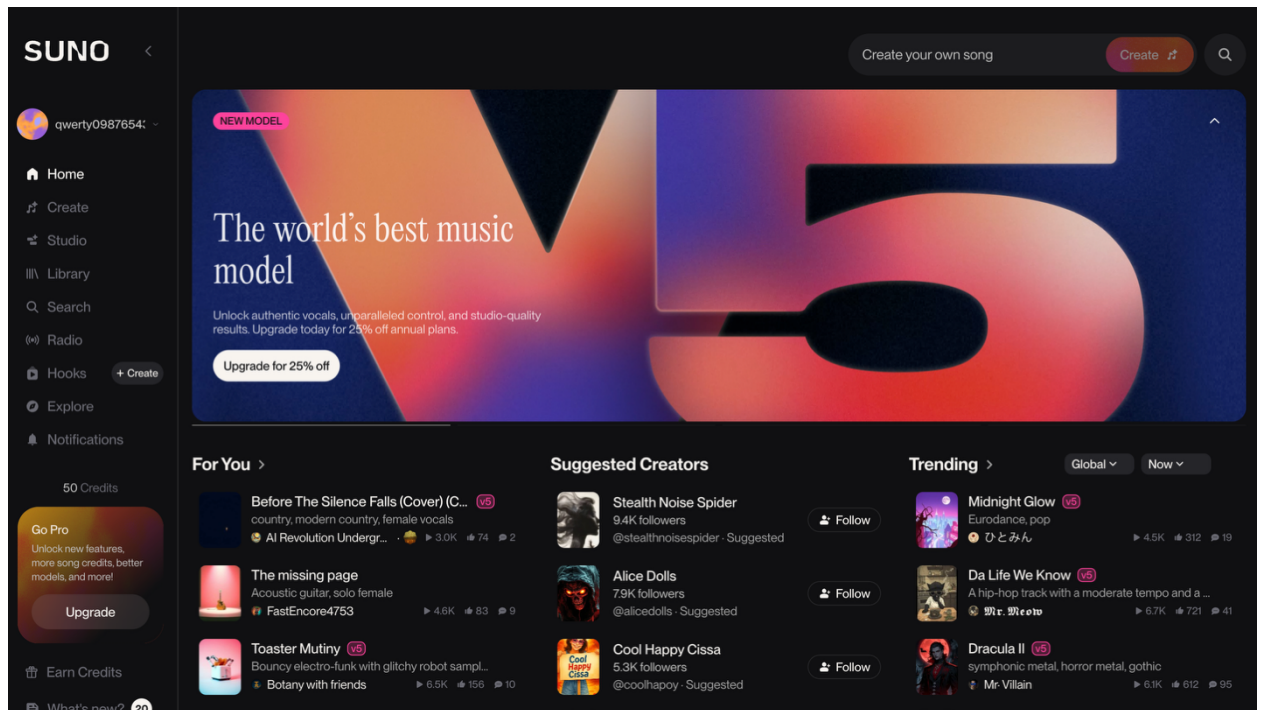 SUNO
qwerty09876543
Home
Create
Studio
Library
Search
Radio
Hooks
+ Create
Explore
Notifications
50 Credits
Go Pro
Unlock new features,
more song credits, better
models, and more!
Upgrade
Earn Credits
What's new? 20
Create your own song
Create
NEW MODEL
V5
The world's best music
model
Unlock authentic vocals, unparalleled control, and studio-quality
results. Upgrade today for 25% off annual plans.
Upgrade for 25% off
For You
Before The Silence Falls (Cover) (C... v5
country, modern country, female vocals
AI Revolution Undergr... · 3.0K 74 2
The missing page
Acoustic guitar, solo female
FastEncore4753 4.6K 83 9
Toaster Mutiny v5
Bouncy electro-funk with glitchy robot sampl...
Botany with friends 6.5K 156 10
Suggested Creators
Stealth Noise Spider
9.4K followers
@stealthnoisespider · Suggested
Follow
Alice Dolls
7.9K followers
@alicedolls · Suggested
Follow
Cool
Happy
Cissa
Cool Happy Cissa
5.3K followers
@coolhapoy · Suggested
Follow
Trending
Global
Now
Midnight Glow v5
Eurodance, pop
ひとみん 4.5K 312 19
Da Life We Know v5
A hip-hop track with a moderate tempo and a ...
𝕸𝖗. 𝕸𝖊𝖔𝖜 6.7K 721 41
Dracula II v5
symphonic metal, horror metal, gothic
Mr· Villain 6.1K 612 95